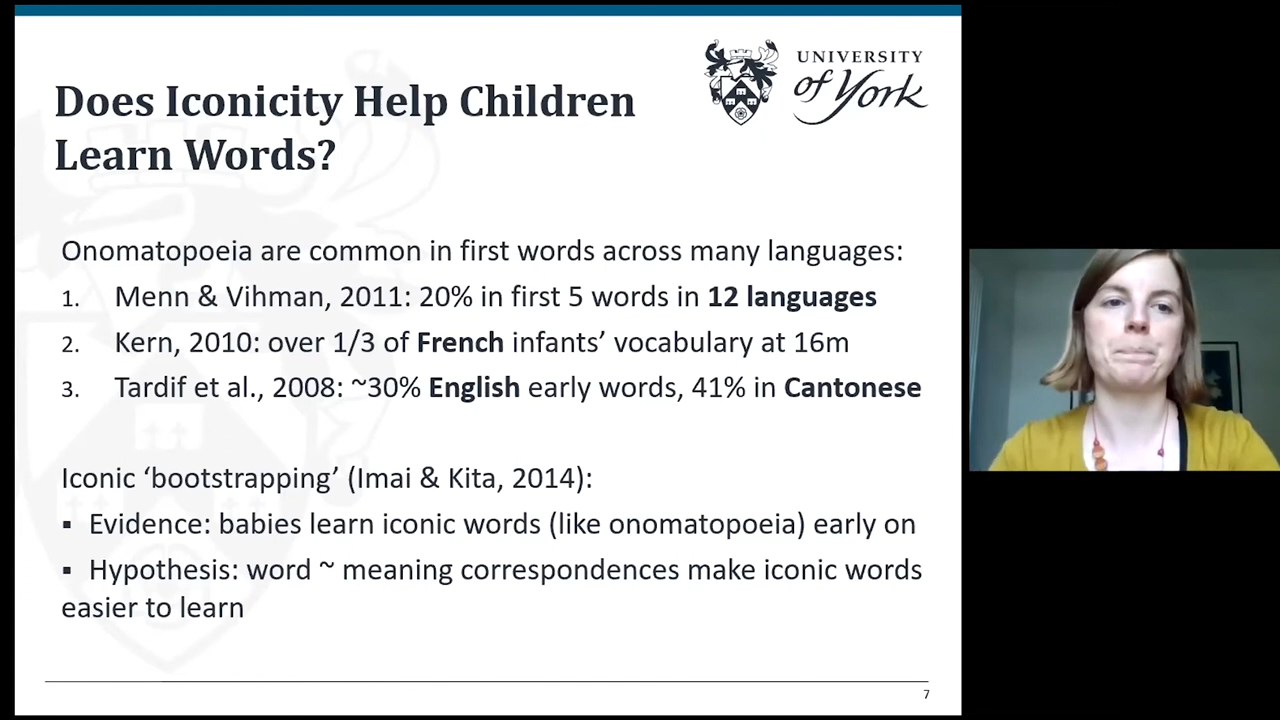 UNIVERSITY
of York
Does Iconicity Help Children
Learn Words?
Onomatopoeia are common in first words across many languages:
1. Menn & Vihman, 2011: 20% in first 5 words in 12 languages
2. Kern, 2010: over 1/3 of French infants’ vocabulary at 16m
3. Tardif et al., 2008: ~30% English early words, 41% in Cantonese
Iconic ‘bootstrapping’ (Imai & Kita, 2014):
▪ Evidence: babies learn iconic words (like onomatopoeia) early on
▪ Hypothesis: word ~ meaning correspondences make iconic words
easier to learn
7